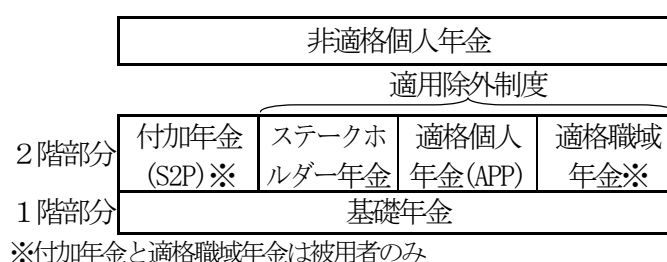 非適格個人年金
適用除外制度
2階部分
付加年金
(S2P)※
ステークホ
ルダー年金
適格個人
年金(APP)
適格職域
年金※
1階部分
基礎年金
※付加年金と適格職域年金は被用者のみ